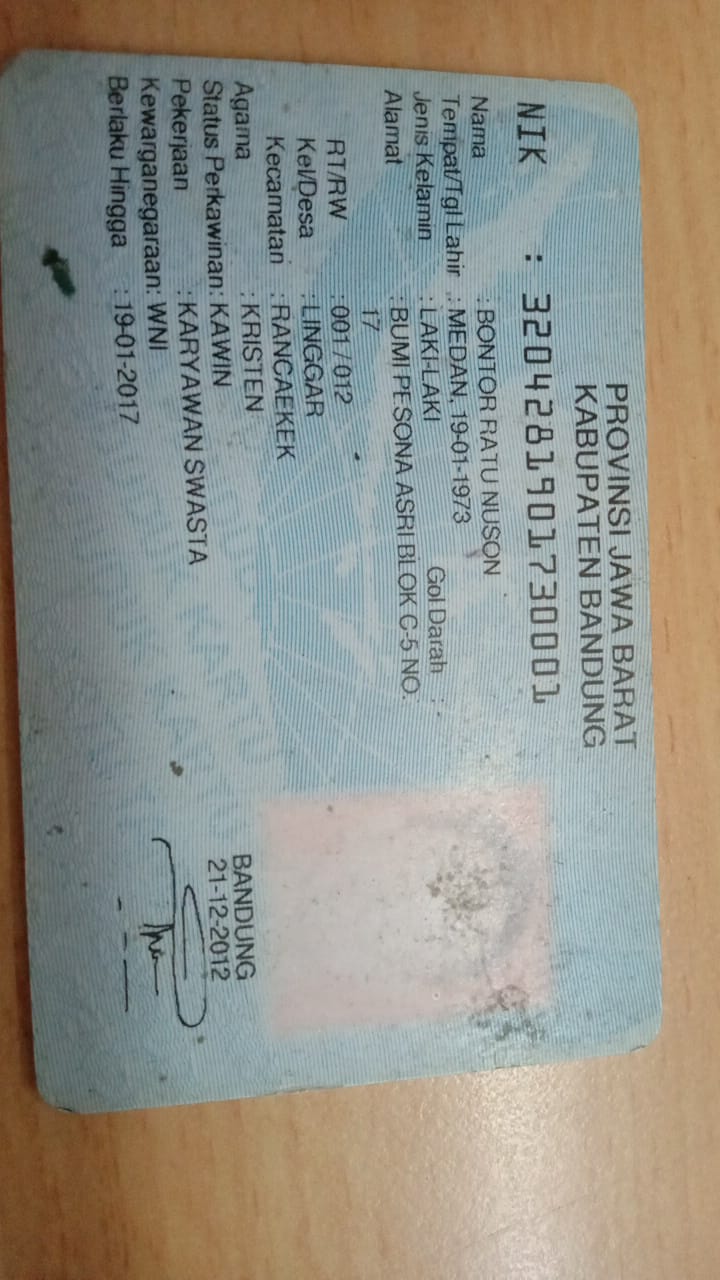 PROVINSI JAWA BARAT
KABUPATEN BANDUNG
NIK : 3204281901730001
Nama : BONTOR RATU NUSON
Tempat/Tgl Lahir : MEDAN, 19-01-1973
Jenis Kelamin : LAKI-LAKI Gol Darah :
Alamat : BUMI PESONA ASRI BLOK C-5 NO.
17
RT/RW : 001 / 012
Kel/Desa : LINGGAR
Kecamatan : RANCAEKEK
Agama : KRISTEN
Status Perkawinan: KAWIN
Pekerjaan : KARYAWAN SWASTA
Kewarganegaraan: WNI
Berlaku Hingga : 19-01-2017
BANDUNG
21-12-2012